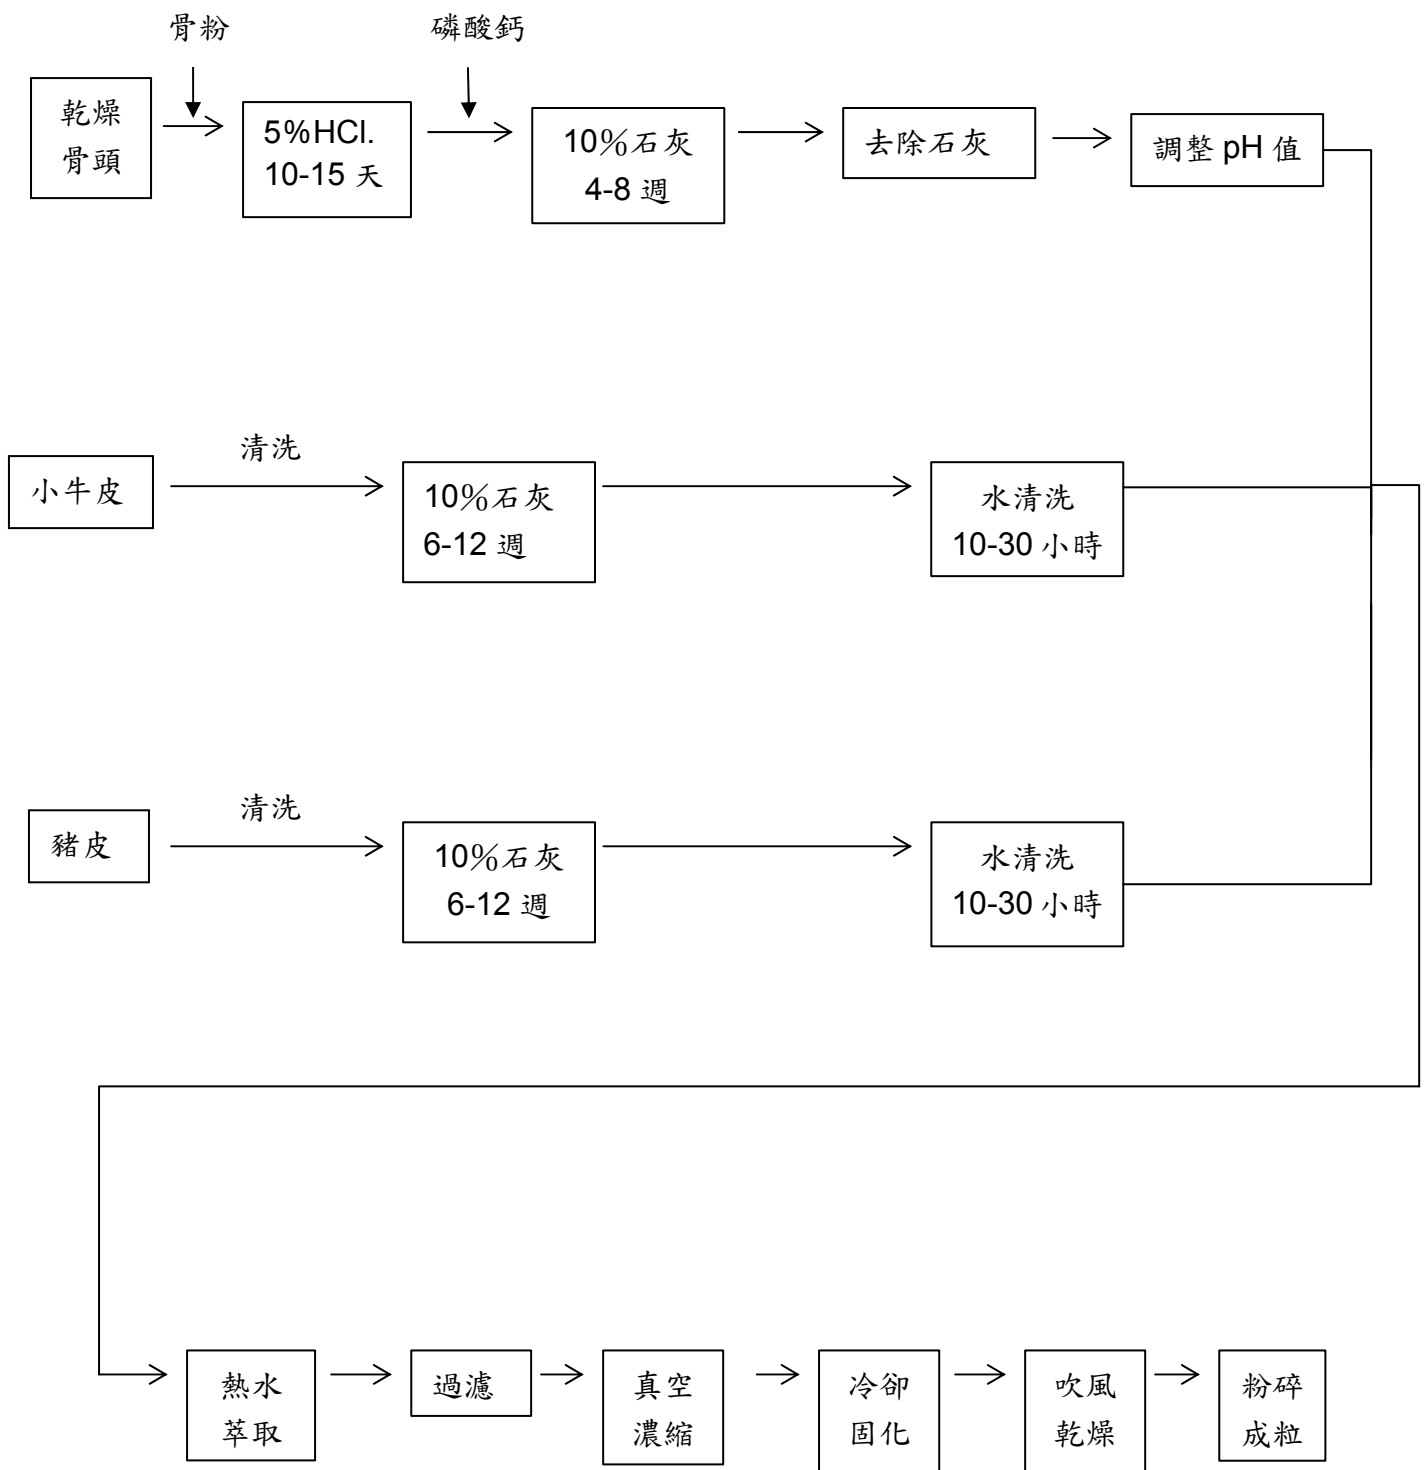 骨粉
磷酸鈣
乾燥
骨頭
5%HCl.
10-15 天
10%石灰
4-8 週
去除石灰
調整 pH 值
小牛皮
清洗
10%石灰
6-12 週
水清洗
10-30 小時
豬皮
清洗
10%石灰
6-12 週
水清洗
10-30 小時
熱水
萃取
過濾
真空
濃縮
冷卻
固化
吹風
乾燥
粉碎
成粒